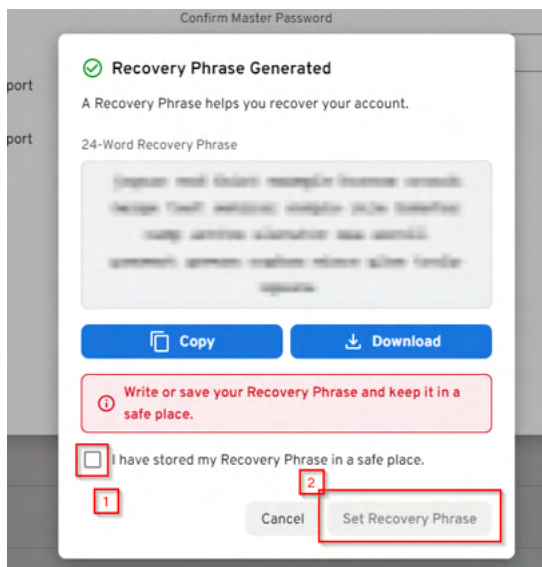 Confirm Master Password
Recovery Phrase Generated
port
A Recovery Phrase helps you recover your account.
port
24-Word Recovery Phrase
Copy
Download
Write or save your Recovery Phrase and keep it in a
safe place.
I have stored my Recovery Phrase in a safe place.
1
2
Cancel
Set Recovery Phrase